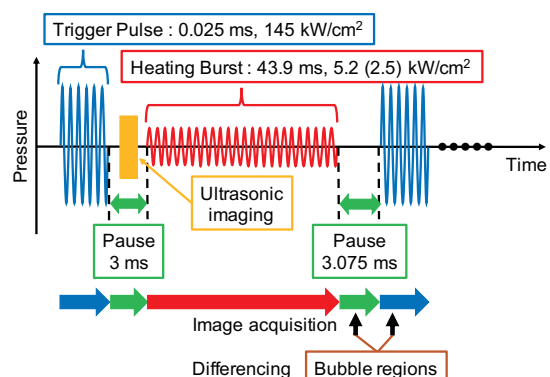 Trigger Pulse : 0.025 ms, 145 kW/cm²
Heating Burst : 43.9 ms, 5.2 (2.5) kW/cm²
Pressure
Time
Ultrasonic
imaging
Pause
3 ms
Pause
3.075 ms
Image acquisition
Differencing
Bubble regions